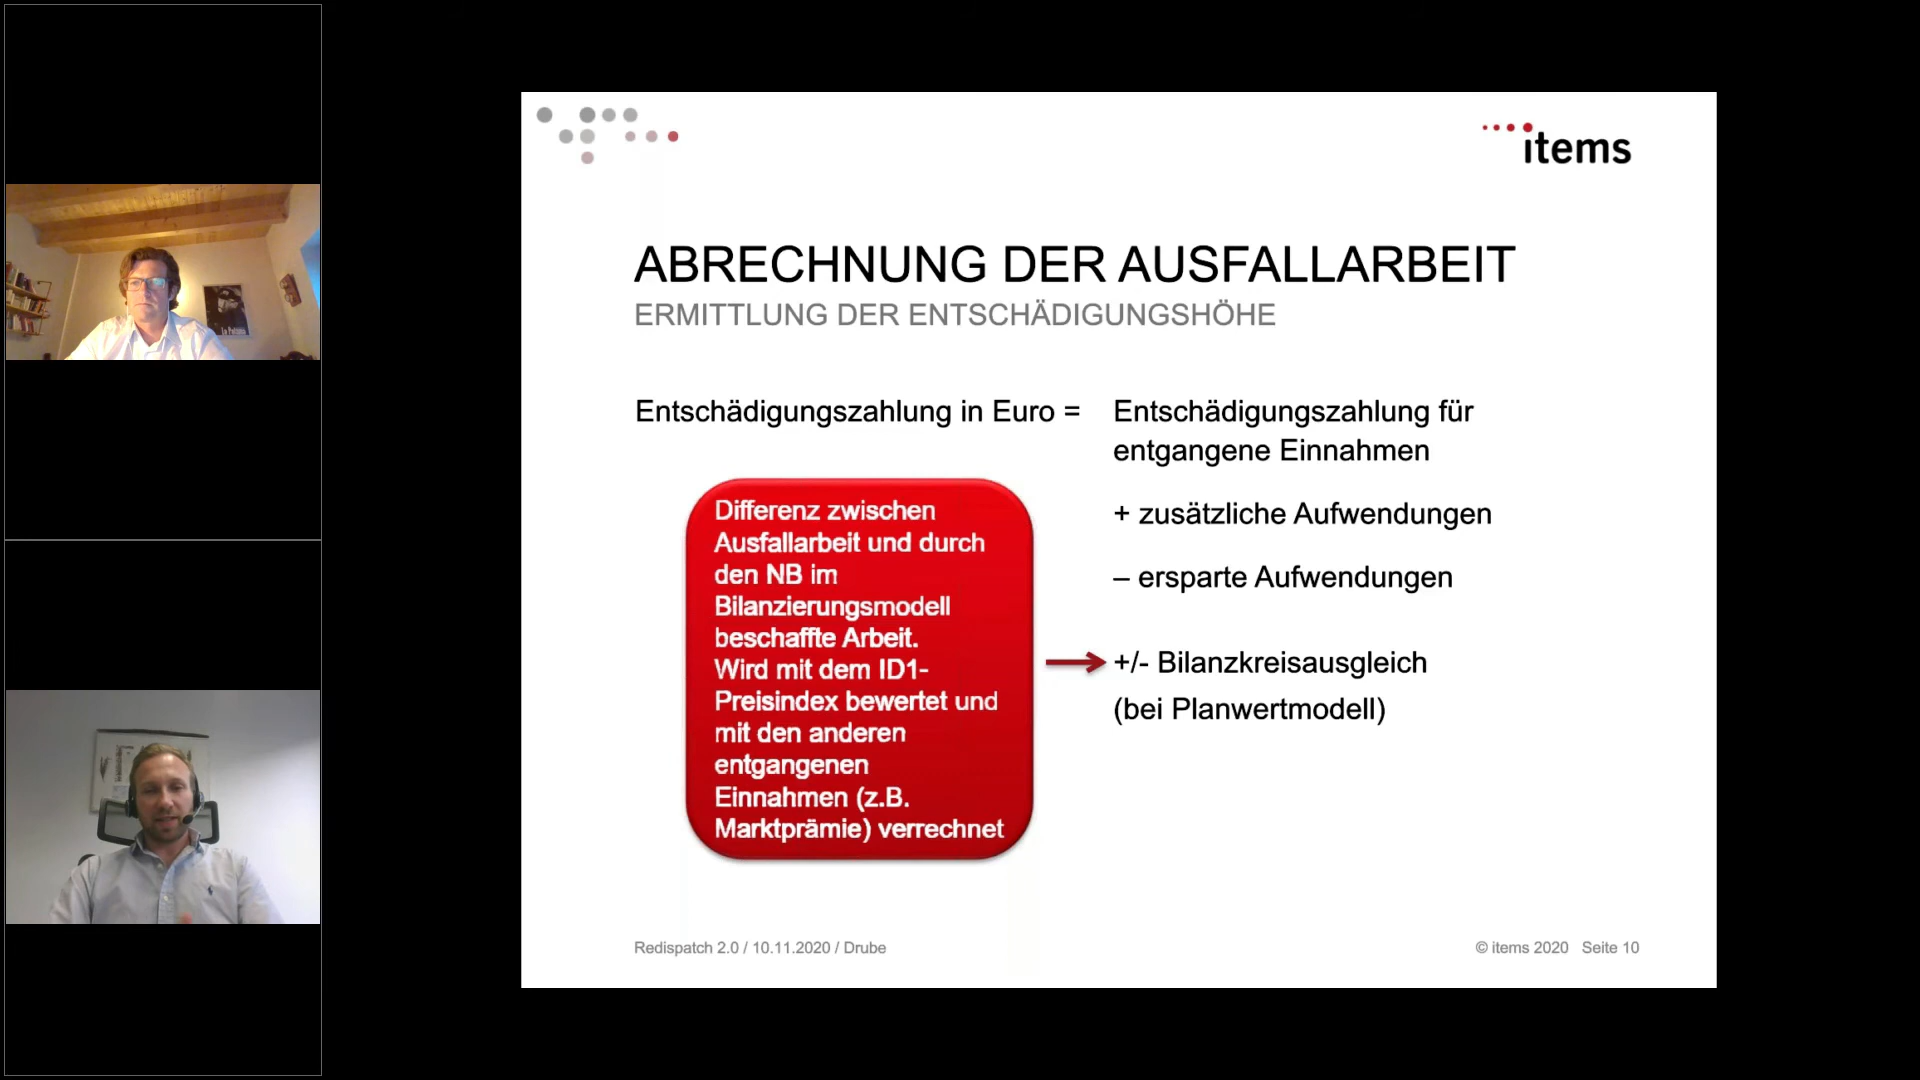 items
ABRECHNUNG DER AUSFALLARBEIT
ERMITTLUNG DER ENTSCHÄDIGUNGSHÖHE
Entschädigungszahlung in Euro =
Entschädigungszahlung für
entgangene Einnahmen
+ zusätzliche Aufwendungen
– ersparte Aufwendungen
Differenz zwischen
Ausfallarbeit und durch
den NB im
Bilanzierungsmodell
beschaffte Arbeit.
Wird mit dem ID1-
Preisindex bewertet und
mit den anderen
entgangenen
Einnahmen (z.B.
Marktprämie) verrechnet
+/- Bilanzkreisausgleich
(bei Planwertmodell)
Redispatch 2.0 / 10.11.2020 / Drube
© items 2020 Seite 10